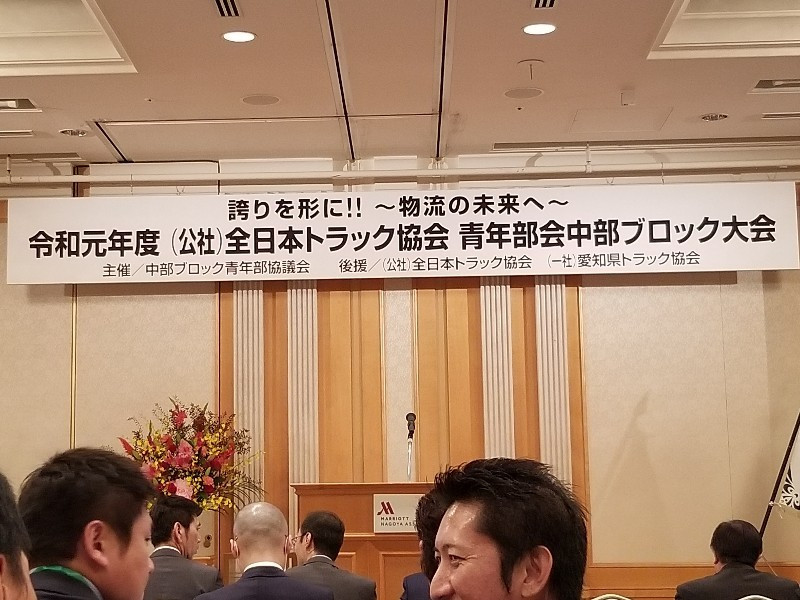 誇りを形に!! ～物流の未来へ～
令和元年度 (公社)全日本トラック協会 青年部会中部ブロック大会
主催／中部ブロック青年部協議会　後援／(公社)全日本トラック協会　(一社)愛知県トラック協会
MARRIOTT
NAGOYA